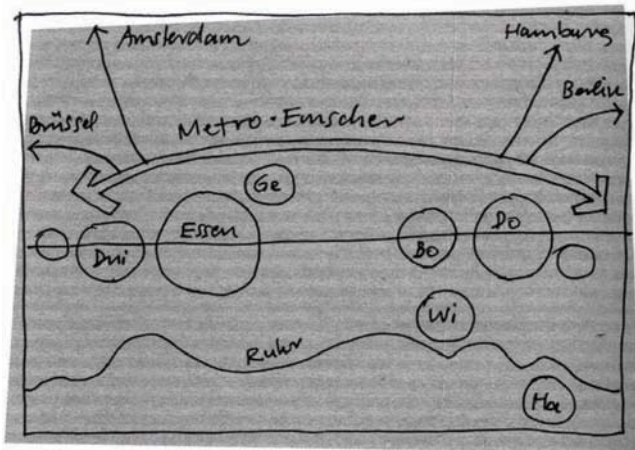 Amsterdam
Hamburg
Berlin
Brüssel
Metro · Emscher
Ge
Essen
Do
Dui
Bo
Wi
Ruhr
Ha